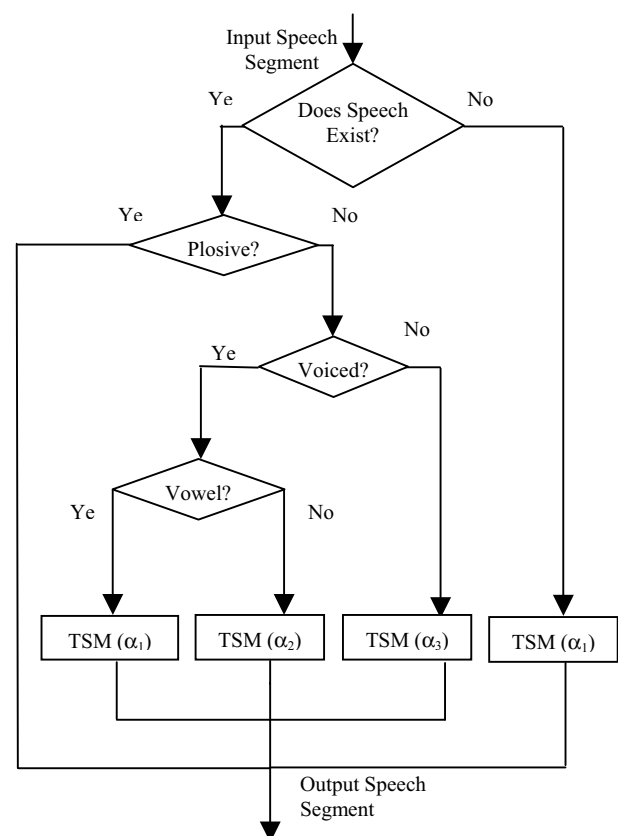 Input Speech
Segment
Ye
No
Does Speech
Exist?
Ye
No
Plosive?
No
Ye
Voiced?
Vowel?
Ye
No
TSM (α₁)
TSM (α₂)
TSM (α₃)
TSM (α₁)
Output Speech
Segment